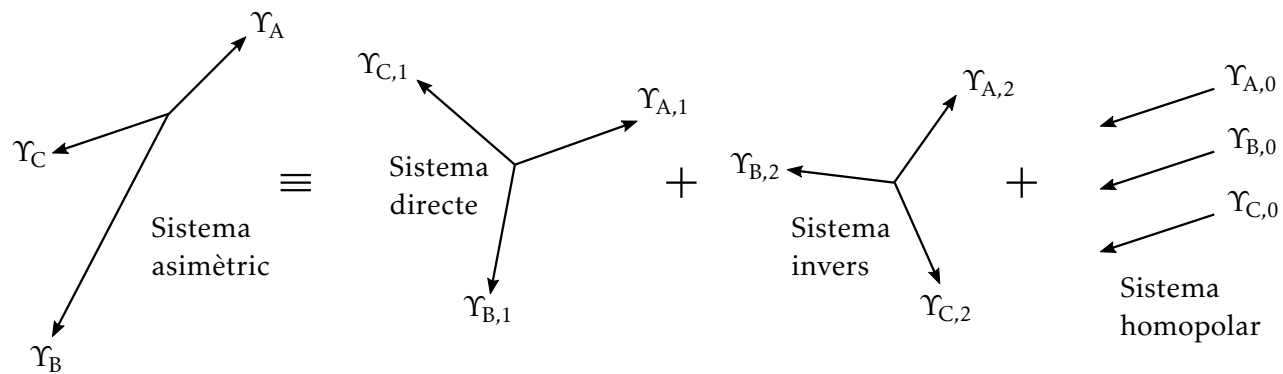 ϒA
ϒC
ϒB
Sistema
asimètric
≡
ϒC,1
ϒA,1
Sistema
directe
ϒB,1
+
ϒA,2
ϒB,2
Sistema
invers
ϒC,2
+
ϒA,0
ϒB,0
ϒC,0
Sistema
homopolar